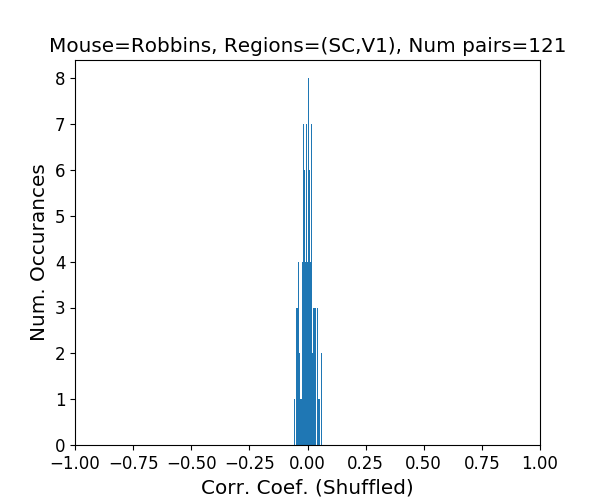 Mouse=Robbins, Regions=(SC,V1), Num pairs=121
8
7
6
5
4
3
2
1
0
Num. Occurances
−1.00 −0.75 −0.50 −0.25 0.00 0.25 0.50 0.75 1.00
Corr. Coef. (Shuffled)